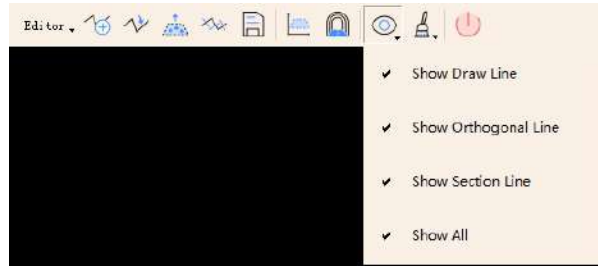 Editor
Show Draw Line
Show Orthogonal Line
Show Section Line
Show All